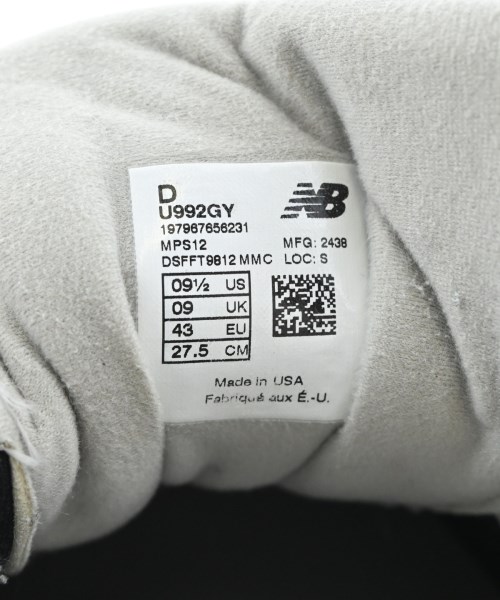 D
U992GY
197967656231
MPS12 MFG: 2438
DSFFT9812 MMC LOC: S
09½ US
09 UK
43 EU
27.5 CM
Made in USA
Fabriqué aux É.-U.
NB